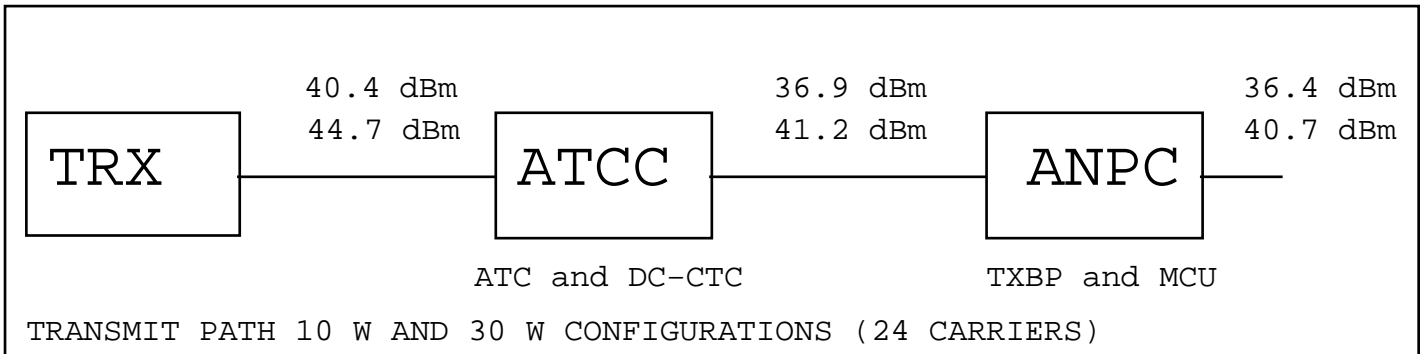 40.4 dBm 36.9 dBm 36.4 dBm
44.7 dBm 41.2 dBm 40.7 dBm
TRX ATCC ANPC
ATC and DC-CTC TXBP and MCU
TRANSMIT PATH 10 W AND 30 W CONFIGURATIONS (24 CARRIERS)